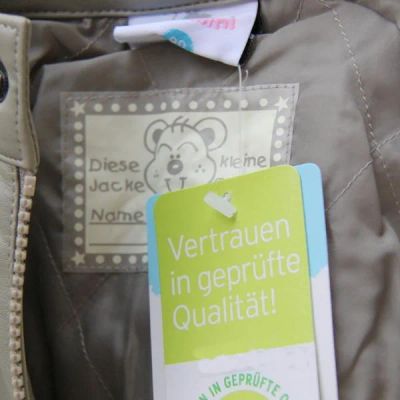 Diese kleine
Jacke
Name
Vertrauen
in geprüfte
Qualität!
IN GEPRÜFTE